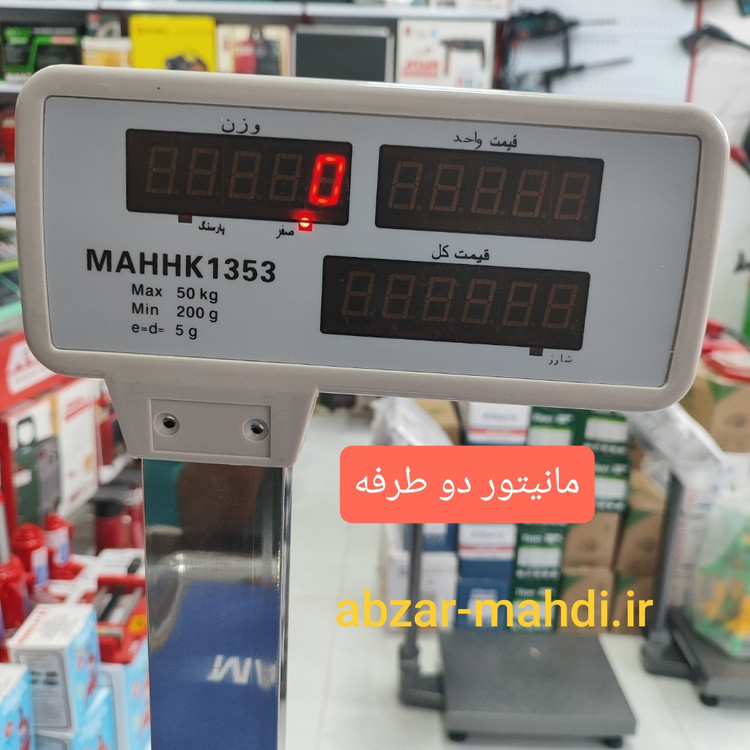 وزن
قیمت واحد
0
پارسنگ
صفر
قیمت کل
MAHHK1353
Max 50 kg
Min 200 g
e=d= 5 g
شارژ
مانیتور دو طرفه
abzar-mahdi.ir
AM